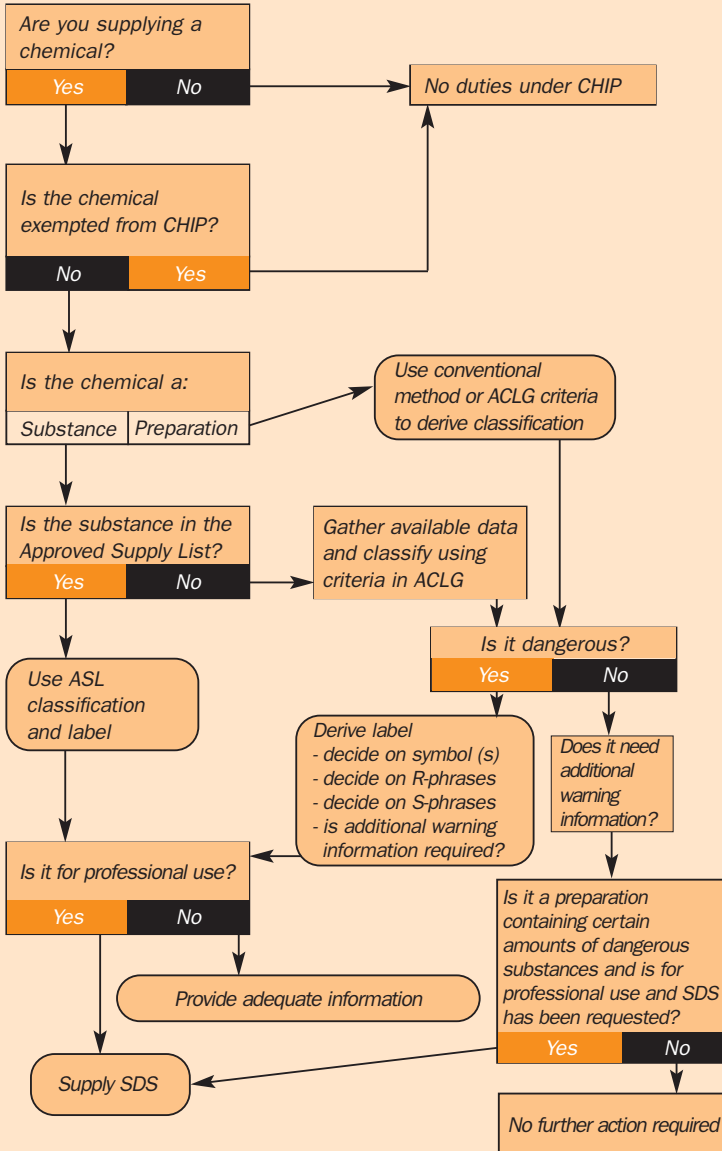 Are you supplying a
chemical?
Yes
No
No duties under CHIP
Is the chemical
exempted from CHIP?
No
Yes
Is the chemical a:
Substance
Preparation
Use conventional
method or ACLG criteria
to derive classification
Is the substance in the
Approved Supply List?
Yes
No
Gather available data
and classify using
criteria in ACLG
Is it dangerous?
Yes
No
Use ASL
classification
and label
Derive label
- decide on symbol (s)
- decide on R-phrases
- decide on S-phrases
- is additional warning
information required?
Does it need
additional
warning
information?
Is it for professional use?
Yes
No
Is it a preparation
containing certain
amounts of dangerous
substances and is for
professional use and SDS
has been requested?
Yes
No
Provide adequate information
Supply SDS
No further action required